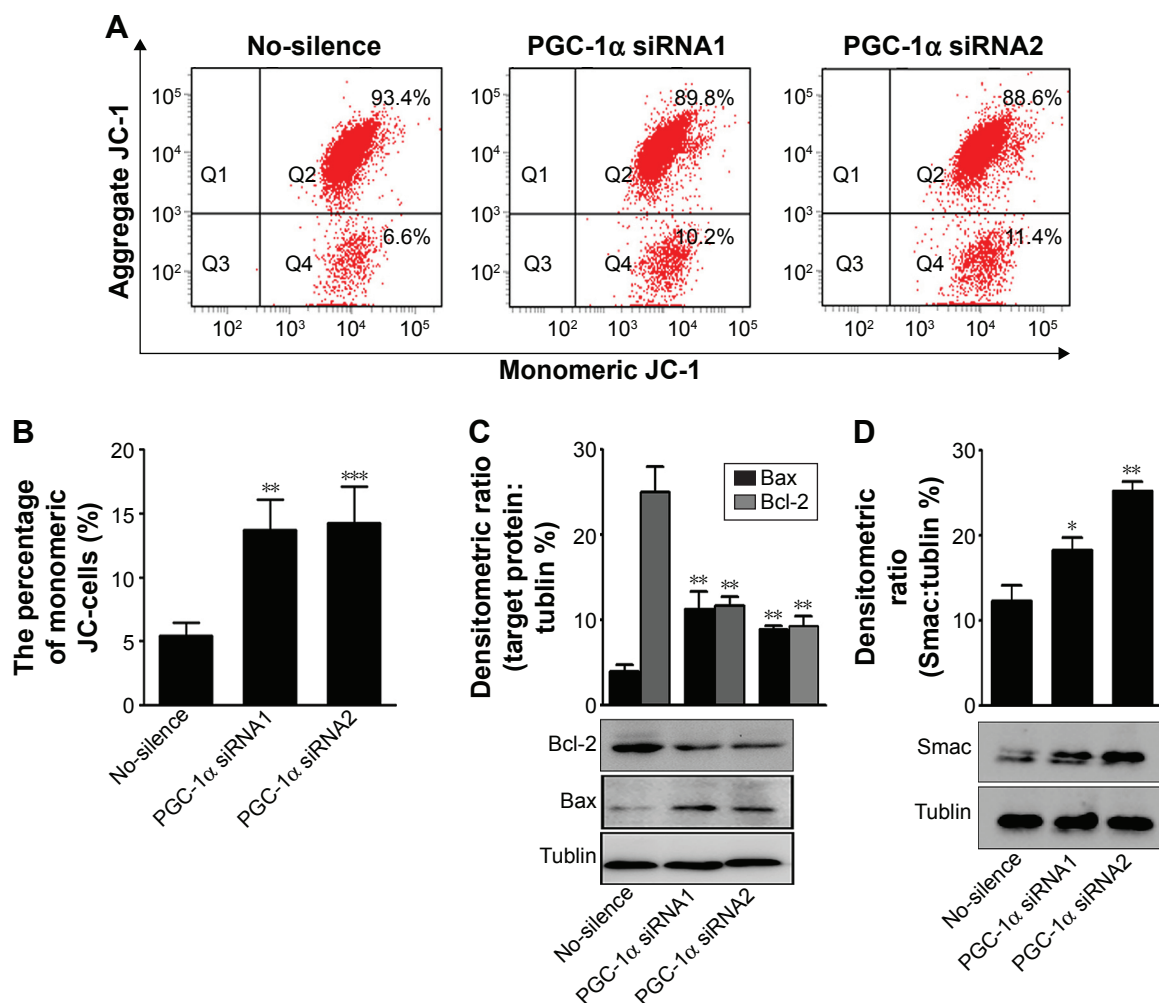 A
No-silence
PGC-1α siRNA1
PGC-1α siRNA2
Aggregate JC-1
10⁵
10⁴
10³
10²
Q1
Q2
93.4%
Q3
Q4
6.6%
10²
10³
10⁴
10⁵
10⁵
10⁴
10³
10²
Q1
Q2
89.8%
Q3
Q4
10.2%
10²
10³
10⁴
10⁵
10⁵
10⁴
10³
10²
Q1
Q2
88.6%
Q3
Q4
11.4%
10²
10³
10⁴
10⁵
Monomeric JC-1
B
The percentage
of monomeric
JC-cells (%)
20
15
10
5
0
**
***
No-silence
PGC-1α siRNA1
PGC-1α siRNA2
C
Densitometric ratio
(target protein:
tublin %)
30
20
10
0
Bax
Bcl-2
**
**
**
**
Bcl-2
Bax
Tublin
No-silence
PGC-1α siRNA1
PGC-1α siRNA2
D
Densitometric
ratio
(Smac:tublin %)
30
20
10
0
*
**
Smac
Tublin
No-silence
PGC-1α siRNA1
PGC-1α siRNA2